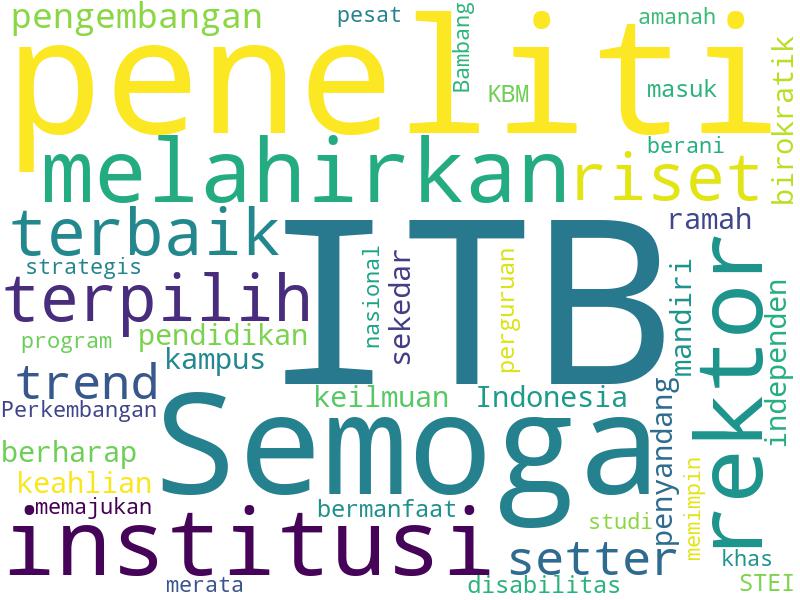 pengembangan
pesat
Bambang
amanah
peneliti
KBM
masuk
birokratik
melahirkan
berani
riset
terbaik
ITB
ramah
strategis
terpilih
nasional
sekedar
perguruan
mandiri
rektor
independen
program
pendidikan
kampus
trend
keilmuan
Indonesia
Perkembangan
Semoga
penyandang
berharap
keahlian
memimpin
memajukan
institusi
bermanfaat
studi
setter
khas
merata
disabilitas
STEI